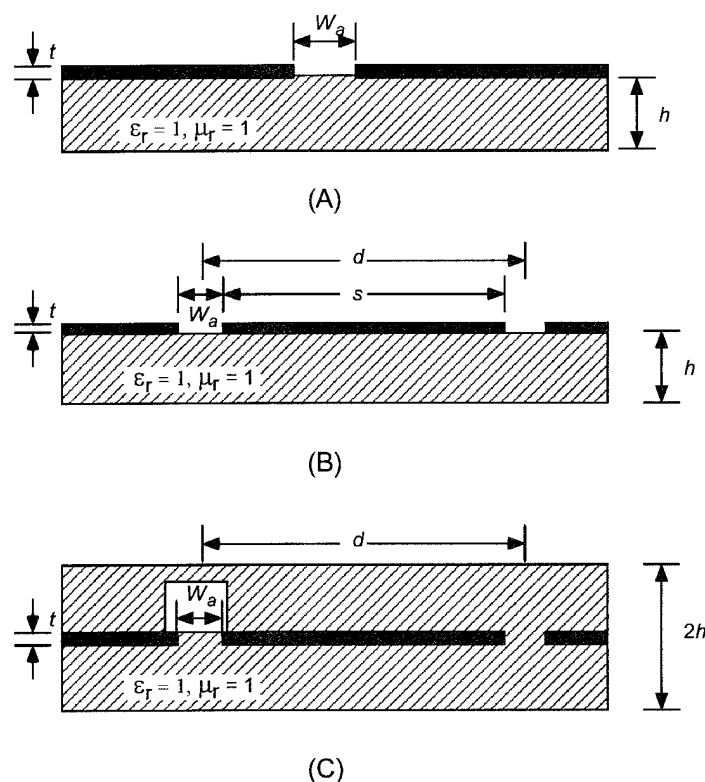 Wa
t
h
εr = 1, μr = 1
(A)
d
s
t
Wa
h
εr = 1, μr = 1
(B)
d
Wa
t
2h
εr = 1, μr = 1
(C)